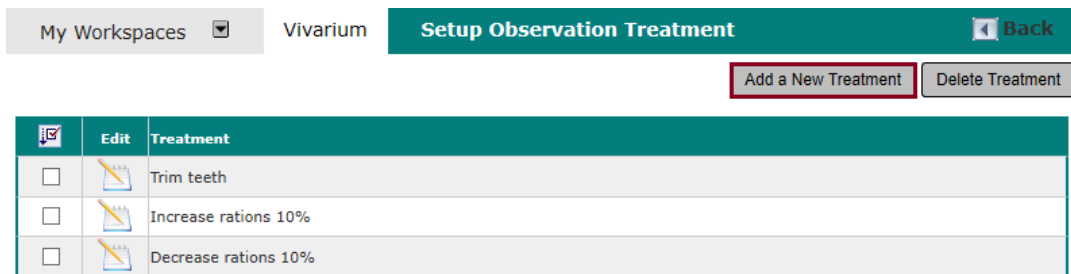 My Workspaces Vivarium Setup Observation Treatment Back
Add a New Treatment Delete Treatment
Edit Treatment
Trim teeth
Increase rations 10%
Decrease rations 10%